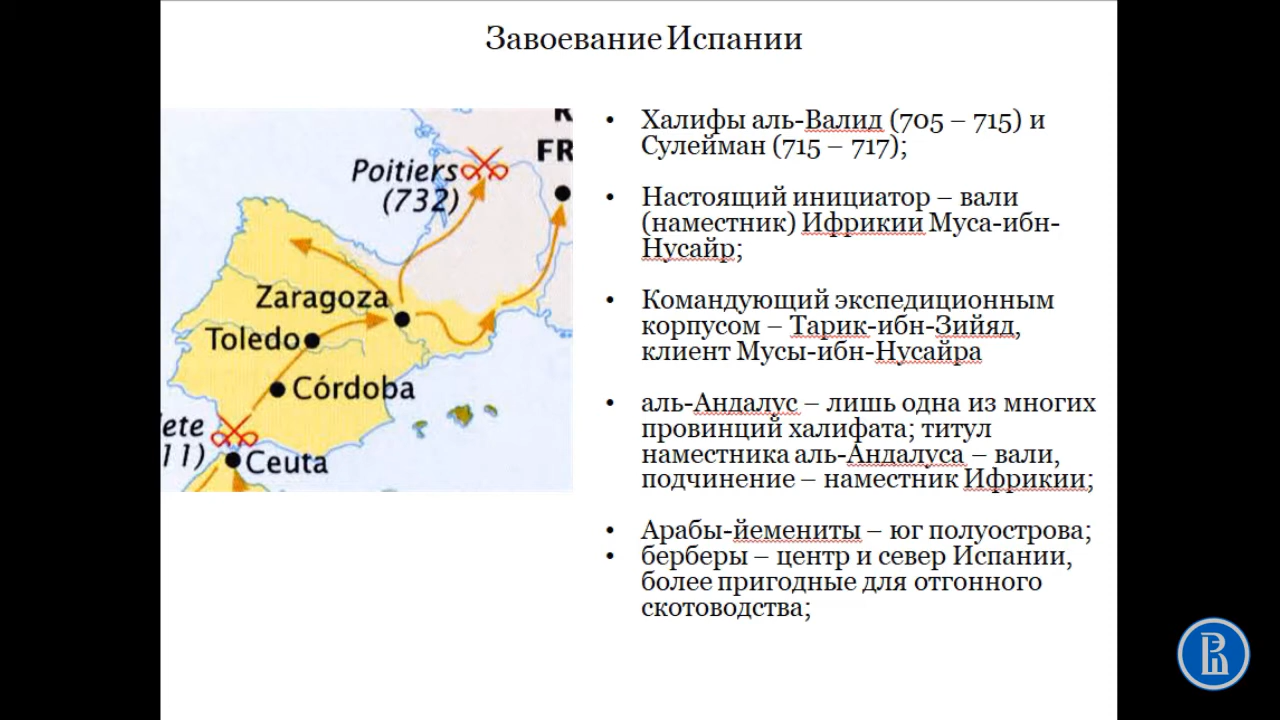 Завоевание Испании
R
FR
Poitiers
(732)
Zaragoza
Toledo
Córdoba
ete
11)
Ceuta
• Халифы аль-Валид (705 – 715) и
Сулейман (715 – 717);
• Настоящий инициатор – вали
(наместник) Ифрикии Муса-ибн-
Нусайр;
• Командующий экспедиционным
корпусом – Тарик-ибн-Зийяд,
клиент Мусы-ибн-Нусайра
• аль-Андалус – лишь одна из многих
провинций халифата; титул
наместника аль-Андалуса – вали,
подчинение – наместник Ифрикии;
• Арабы-йемениты – юг полуострова;
• берберы – центр и север Испании,
более пригодные для отгонного
скотоводства;